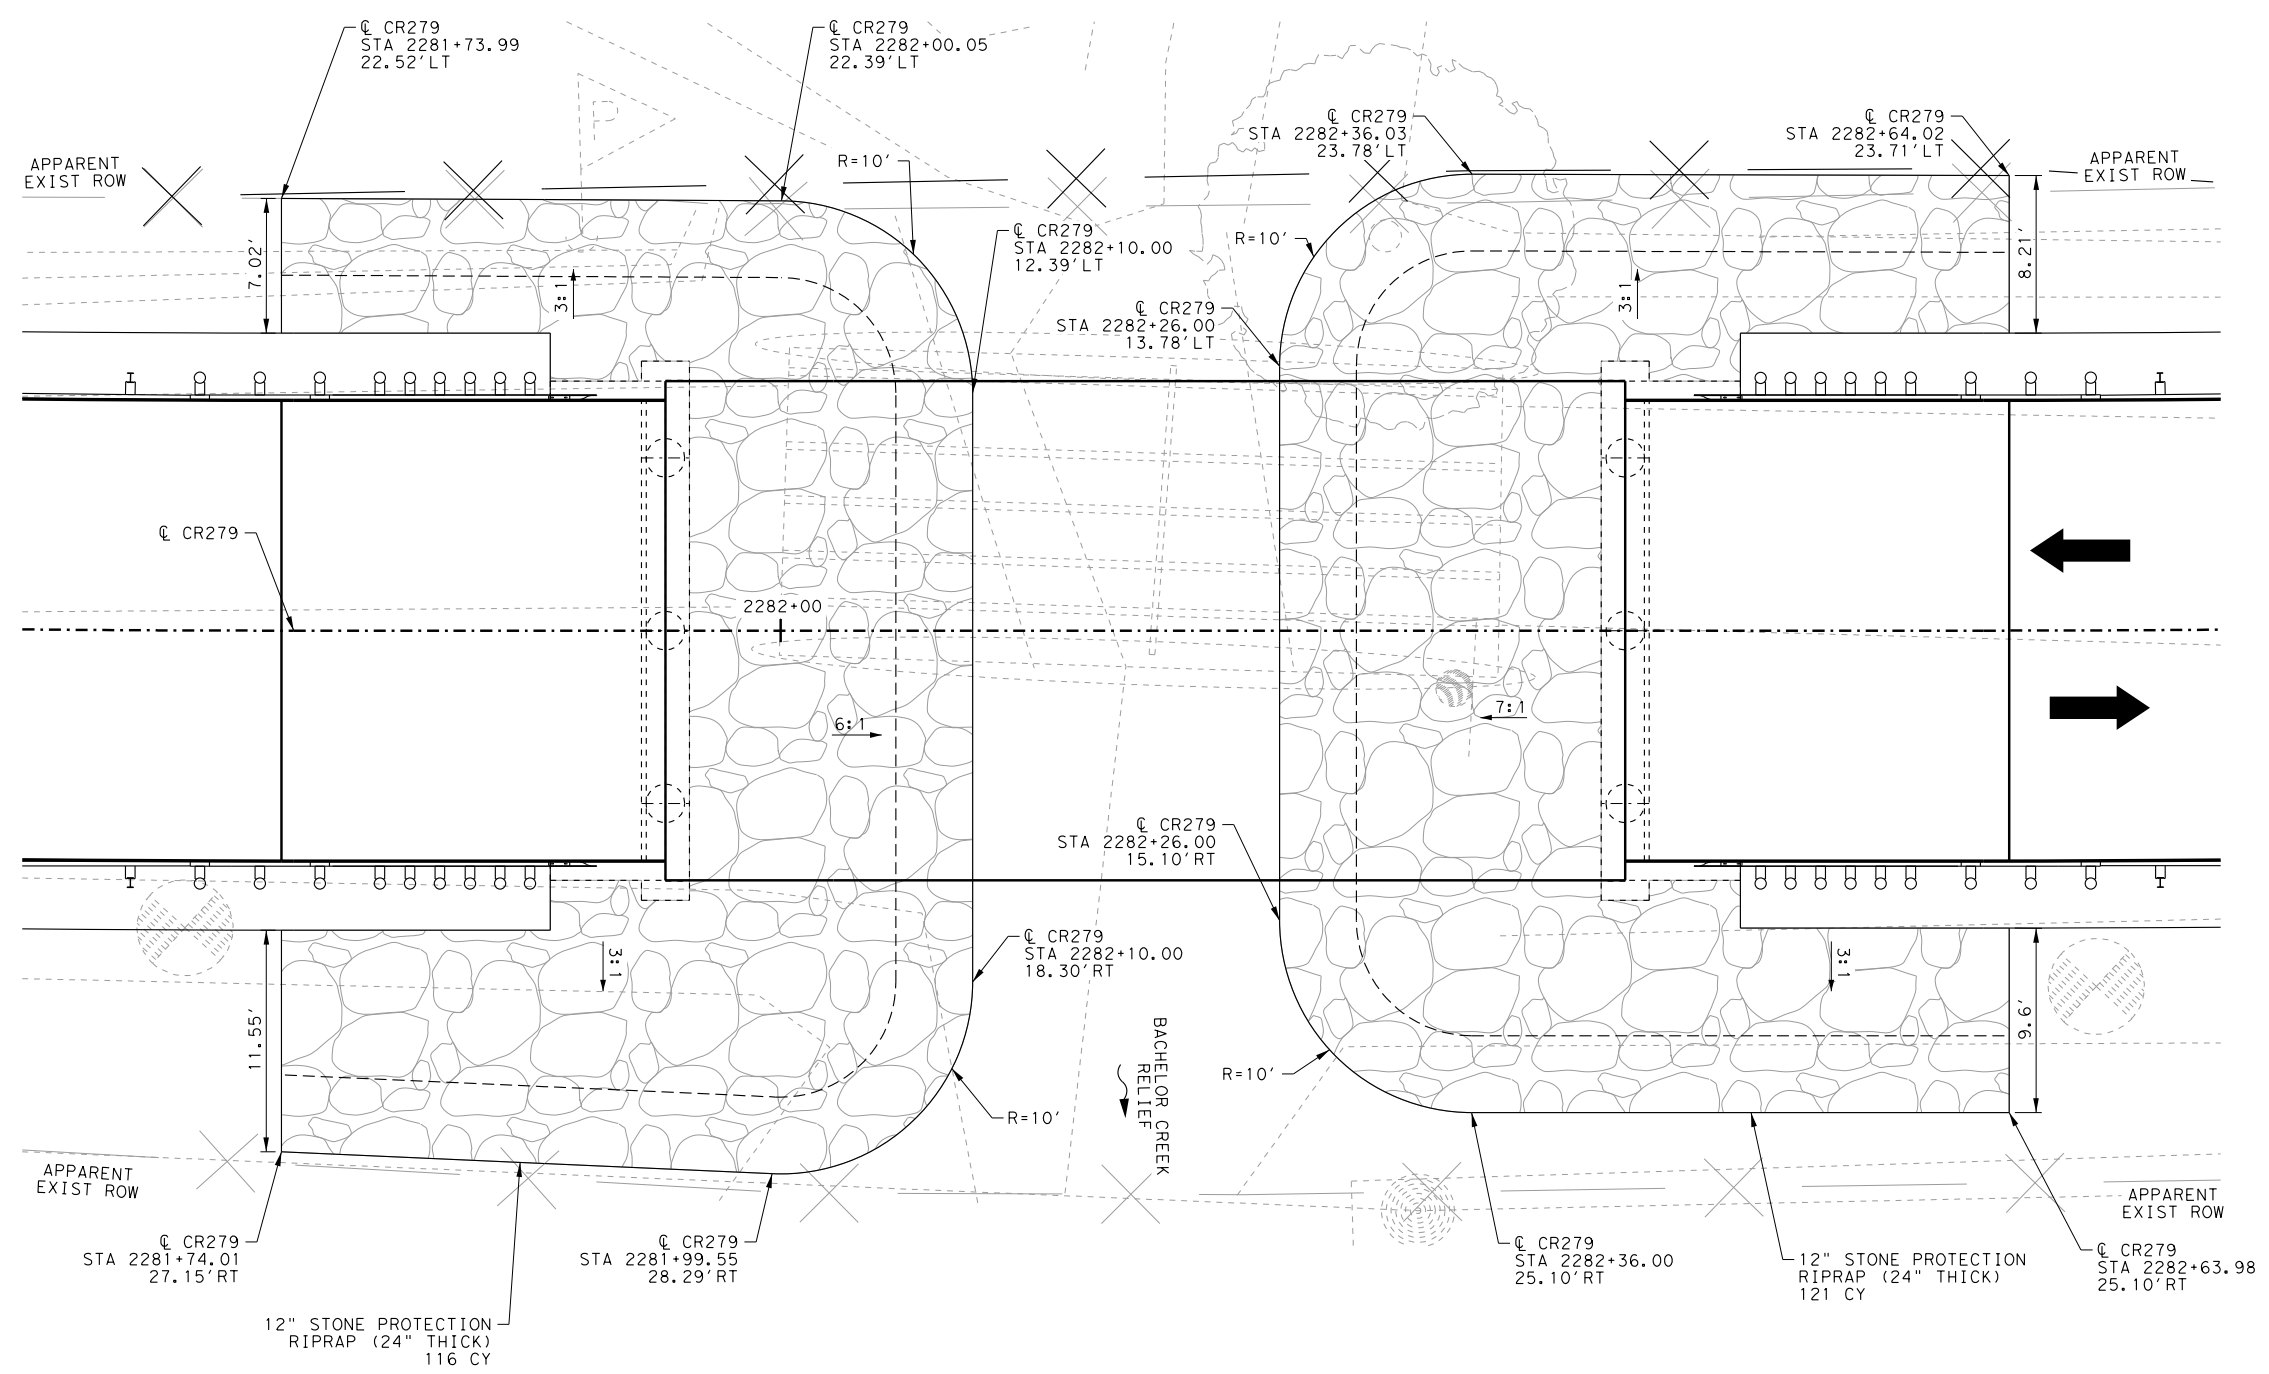 ℄ CR279
STA 2281+73.99
22.52'LT
℄ CR279
STA 2282+00.05
22.39'LT
℄ CR279
STA 2282+36.03
23.78'LT
℄ CR279
STA 2282+64.02
23.71'LT
APPARENT
EXIST ROW
P
R=10'
APPARENT
EXIST ROW
7.02'
3:1
℄ CR279
STA 2282+10.00
12.39'LT
R=10'
3:1
8.21'
℄ CR279
STA 2282+26.00
13.78'LT
℄ CR279
2282+00
6:1
7:1
℄ CR279
STA 2282+26.00
15.10'RT
℄ CR279
STA 2282+10.00
18.30'RT
3:1
3:1
11.55'
9.6'
BACHELOR CREEK
RELIEF
R=10'
R=10'
APPARENT
EXIST ROW
APPARENT
EXIST ROW
℄ CR279
STA 2281+74.01
27.15'RT
℄ CR279
STA 2281+99.55
28.29'RT
℄ CR279
STA 2282+36.00
25.10'RT
12" STONE PROTECTION
RIPRAP (24" THICK)
121 CY
℄ CR279
STA 2282+63.98
25.10'RT
12" STONE PROTECTION
RIPRAP (24" THICK)
116 CY